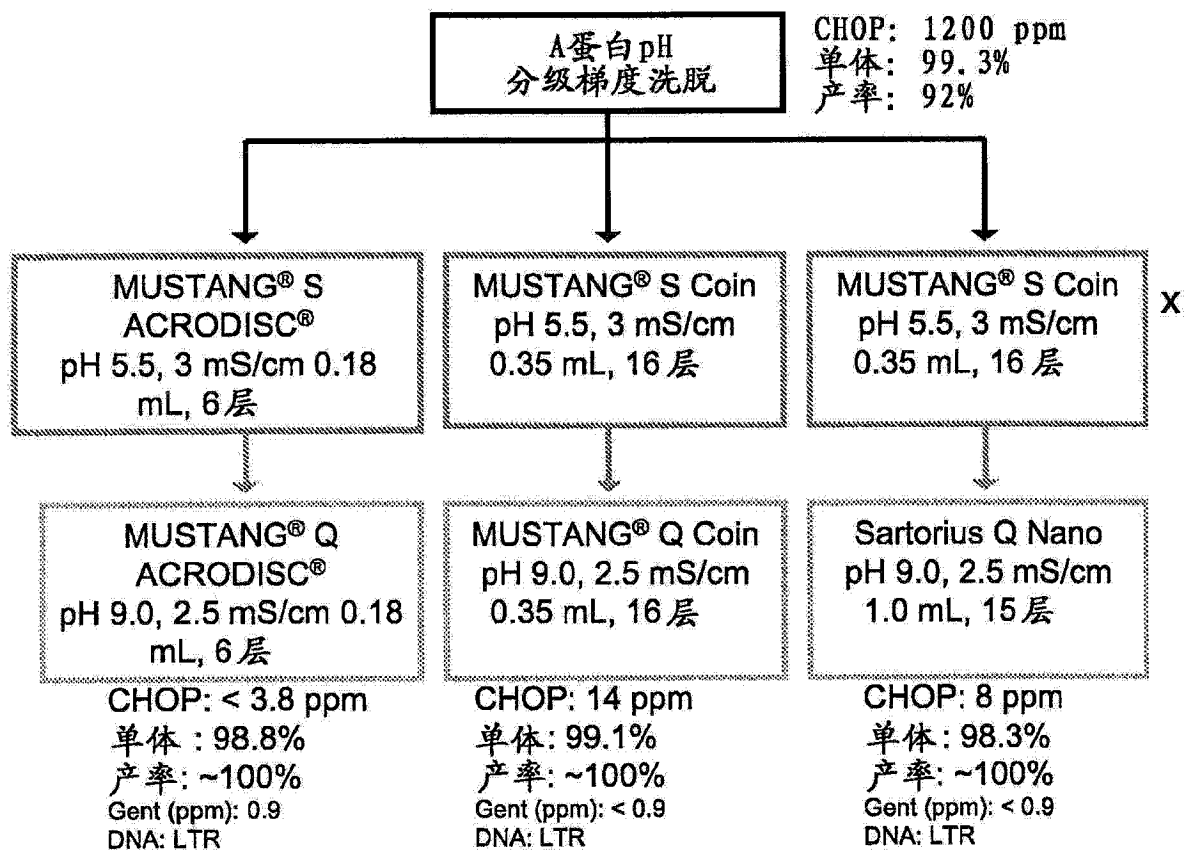 A蛋白pH
分级梯度洗脱
CHOP: 1200 ppm
单体: 99.3%
产率: 92%
MUSTANG® S
ACRODISC®
pH 5.5, 3 mS/cm 0.18
mL, 6层
MUSTANG® S Coin
pH 5.5, 3 mS/cm
0.35 mL, 16层
MUSTANG® S Coin
pH 5.5, 3 mS/cm
0.35 mL, 16层
X
MUSTANG® Q
ACRODISC®
pH 9.0, 2.5 mS/cm 0.18
mL, 6层
MUSTANG® Q Coin
pH 9.0, 2.5 mS/cm
0.35 mL, 16层
Sartorius Q Nano
pH 9.0, 2.5 mS/cm
1.0 mL, 15层
CHOP: < 3.8 ppm
单体 : 98.8%
产率: ~100%
Gent (ppm): 0.9
DNA: LTR
CHOP: 14 ppm
单体: 99.1%
产率: ~100%
Gent (ppm): < 0.9
DNA: LTR
CHOP: 8 ppm
单体: 98.3%
产率: ~100%
Gent (ppm): < 0.9
DNA: LTR